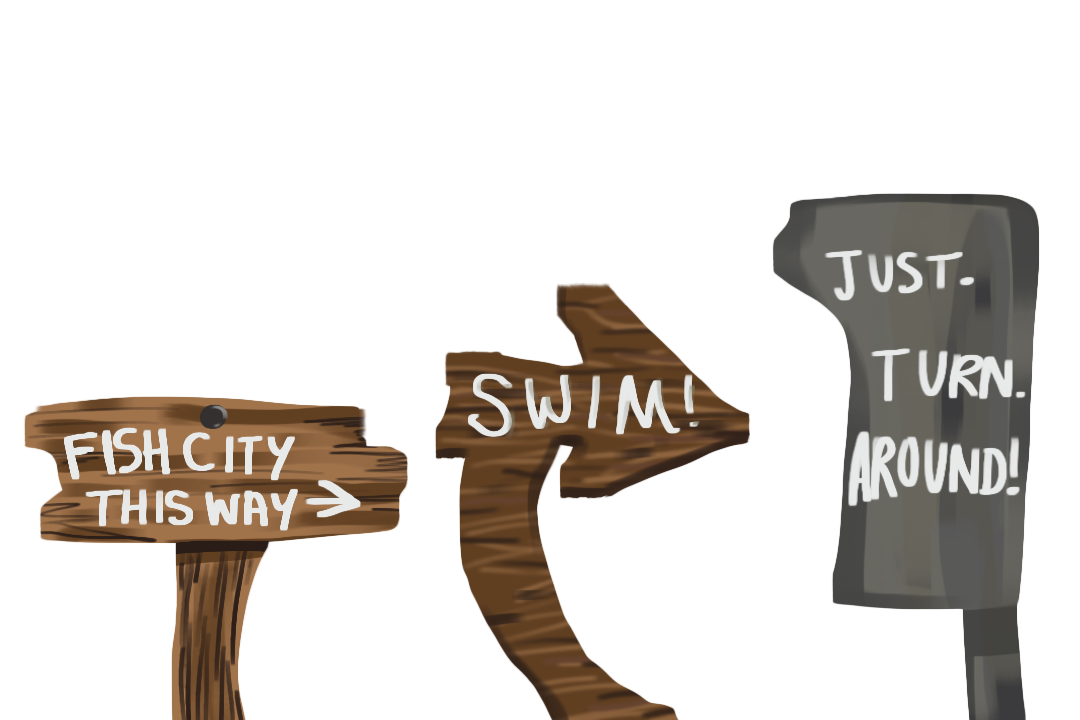 FISH CITY
THIS WAY →
SWIM!
JUST.
TURN.
AROUND!